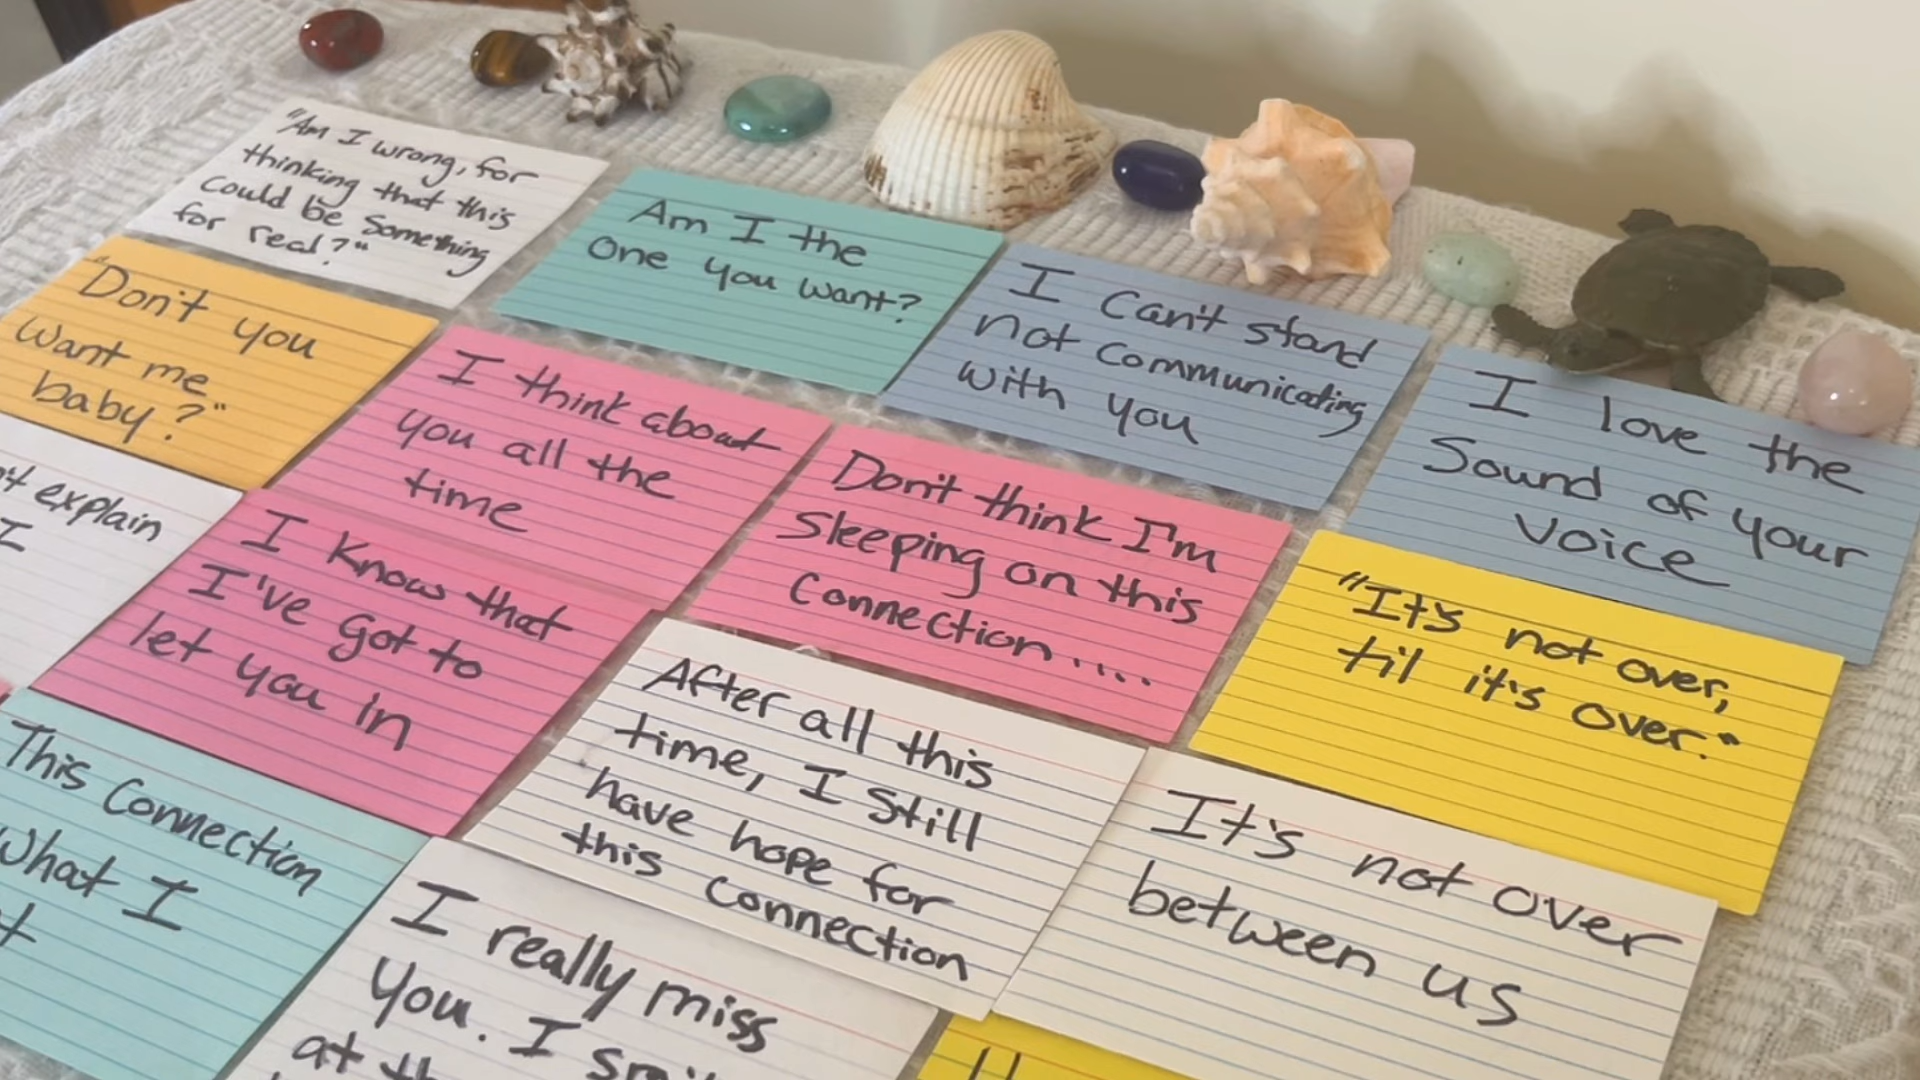 "Am I wrong, for
thinking that this
could be something
for real?"
Am I the
one you want?
I can't stand
not communicating
with you
I love the
sound of your
voice
"Don't you
want me
baby?"
I think about
you all the
time
Don't think I'm
sleeping on this
connection....
"It's not over,
til it's over."
explain
I
I know that
I've got to
let you in
After all this
time, I still
have hope for
this connection
It's not over
between us
This connection
What I
I really miss
you. I
at